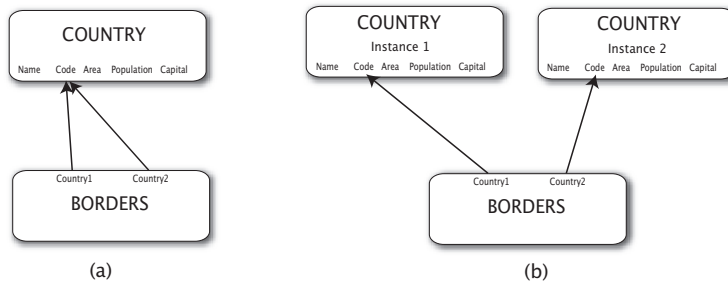 COUNTRY
Name Code Area Population Capital
Country1 Country2
BORDERS
(a)
COUNTRY
Instance 1
Name Code Area Population Capital
COUNTRY
Instance 2
Name Code Area Population Capital
Country1 Country2
BORDERS
(b)